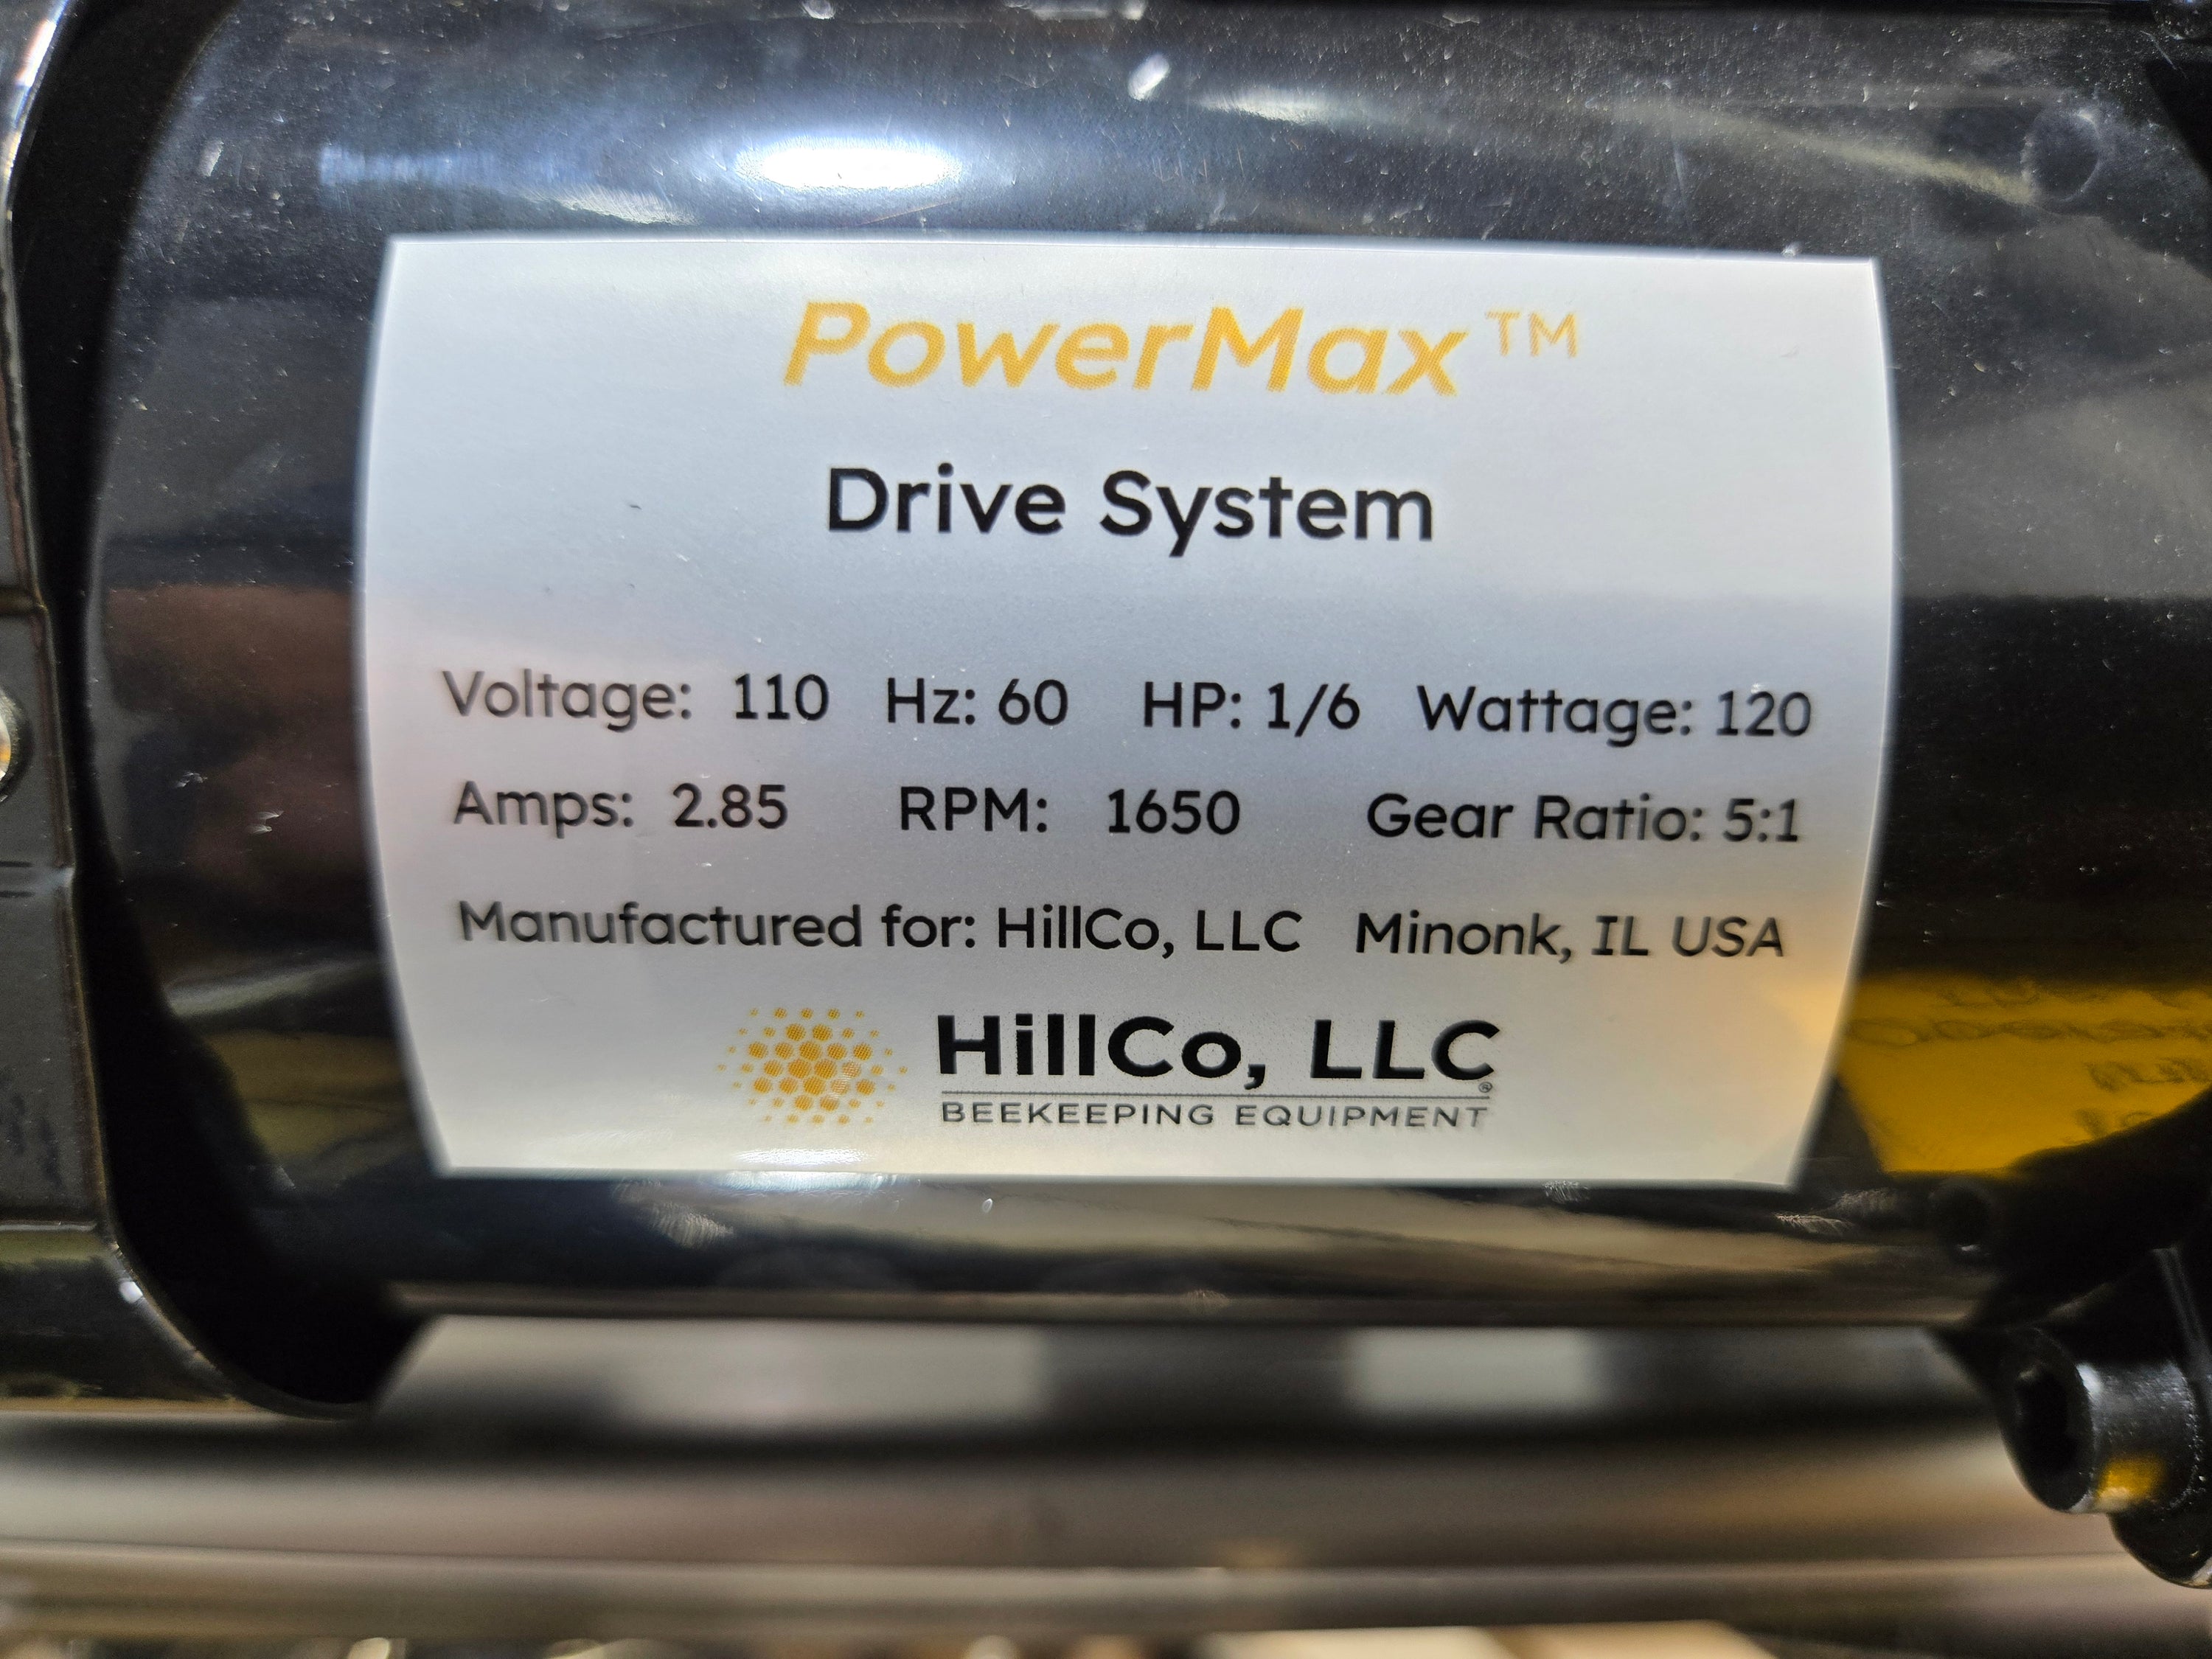 PowerMax™
Drive System
Voltage: 110 Hz: 60 HP: 1/6 Wattage: 120
Amps: 2.85 RPM: 1650 Gear Ratio: 5:1
Manufactured for: HillCo, LLC Minonk, IL USA
HillCo, LLC®
BEEKEEPING EQUIPMENT